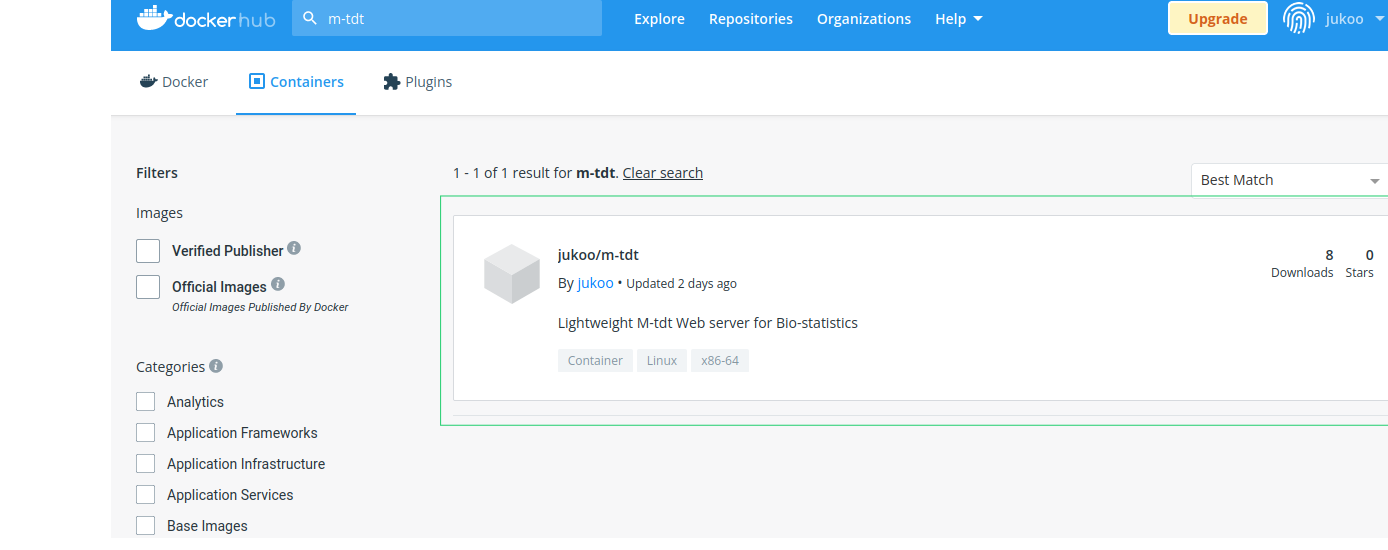 dockerhub
m-tdt
Explore
Repositories
Organizations
Help
Upgrade
jukoo
Docker
Containers
Plugins
Filters
1 - 1 of 1 result for m-tdt. Clear search
Best Match
Images
Verified Publisher
Official Images
Official Images Published By Docker
Categories
Analytics
Application Frameworks
Application Infrastructure
Application Services
Base Images
jukoo/m-tdt
By jukoo • Updated 2 days ago
Lightweight M-tdt Web server for Bio-statistics
Container
Linux
x86-64
8
Downloads
0
Stars